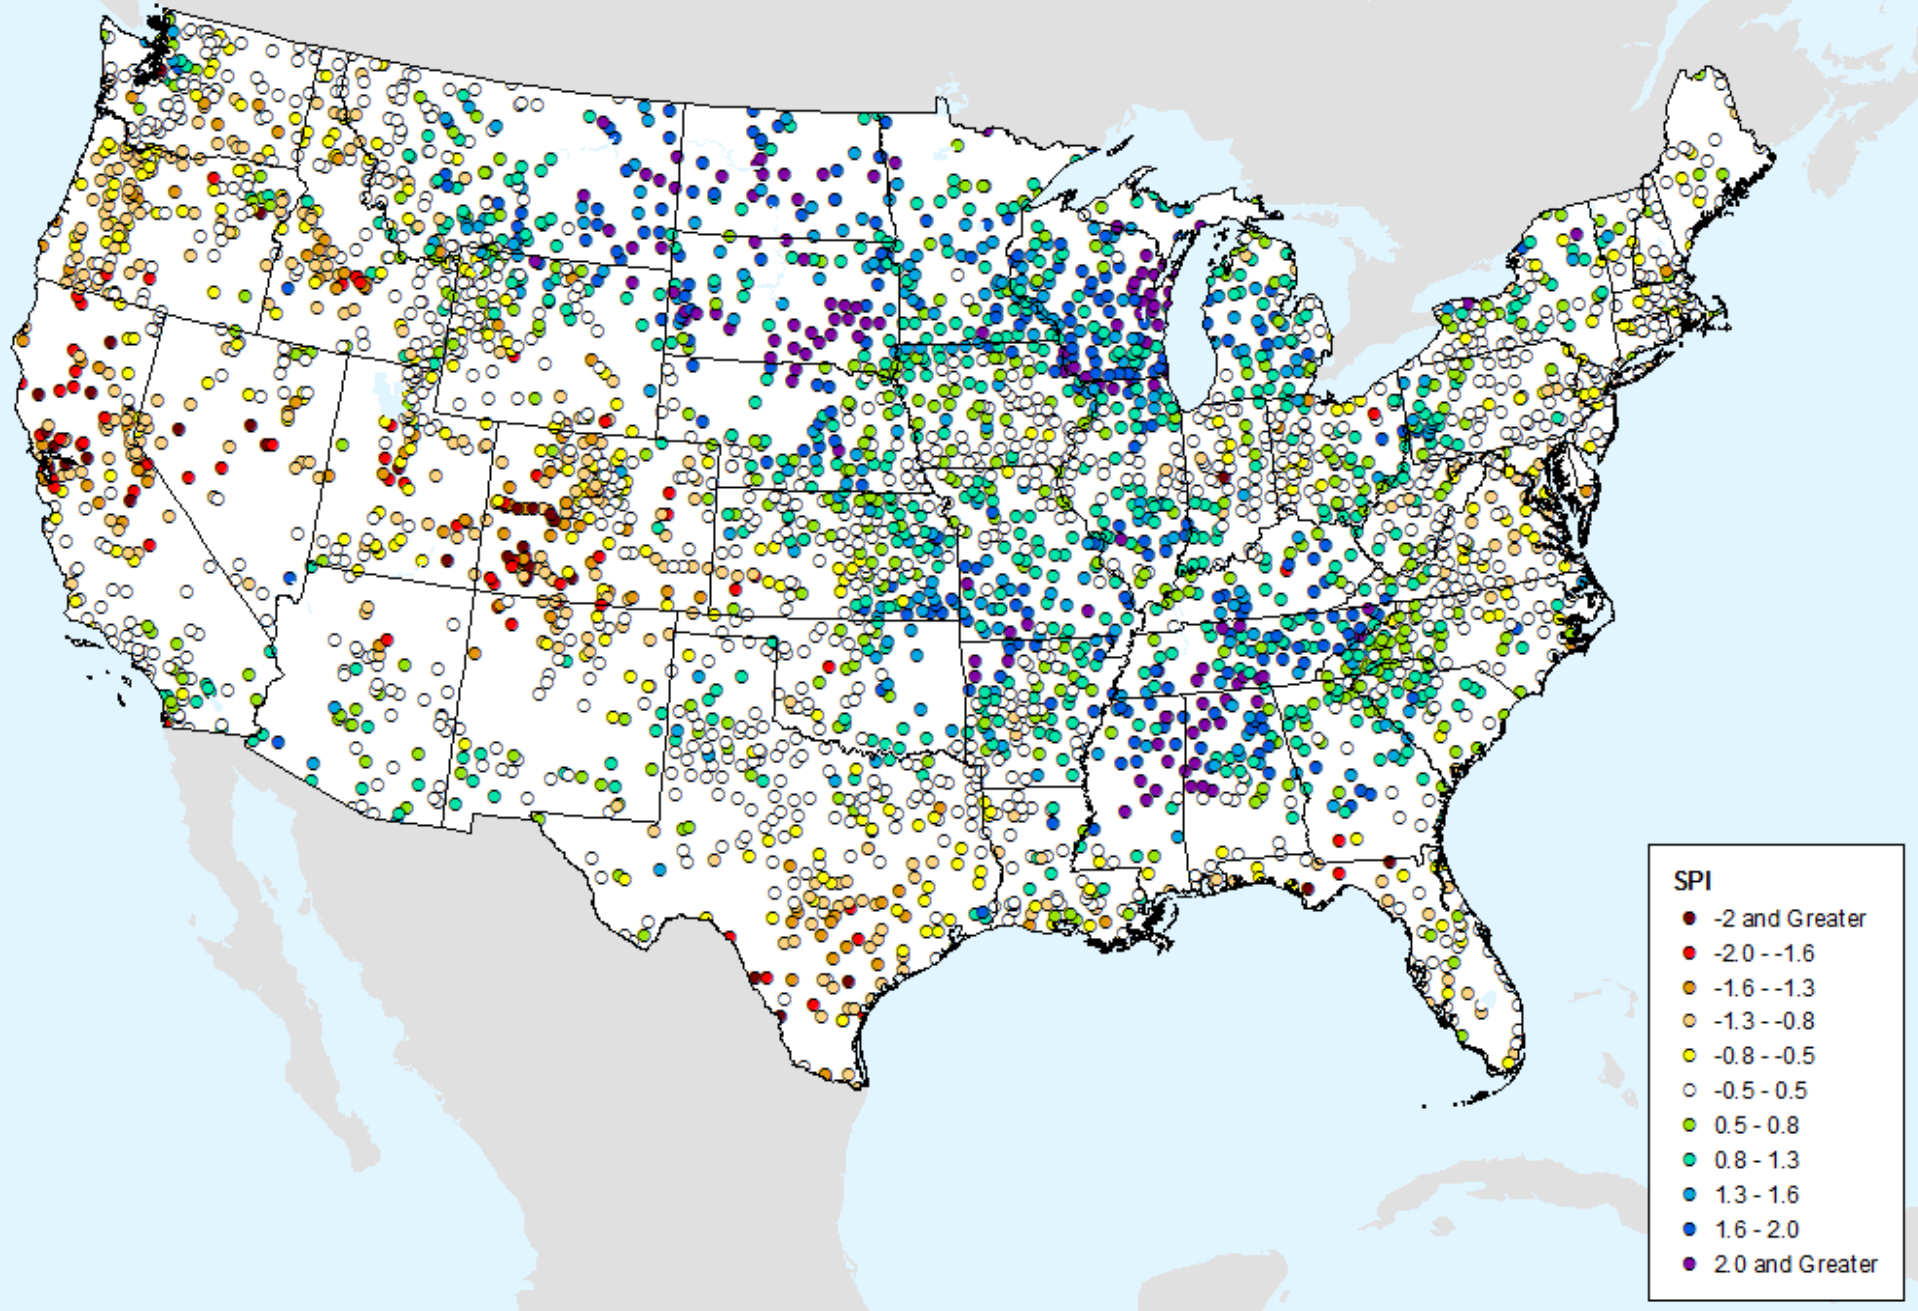 SPI
-2 and Greater
-2.0 - -1.6
-1.6 - -1.3
-1.3 - -0.8
-0.8 - -0.5
-0.5 - 0.5
0.5 - 0.8
0.8 - 1.3
1.3 - 1.6
1.6 - 2.0
2.0 and Greater